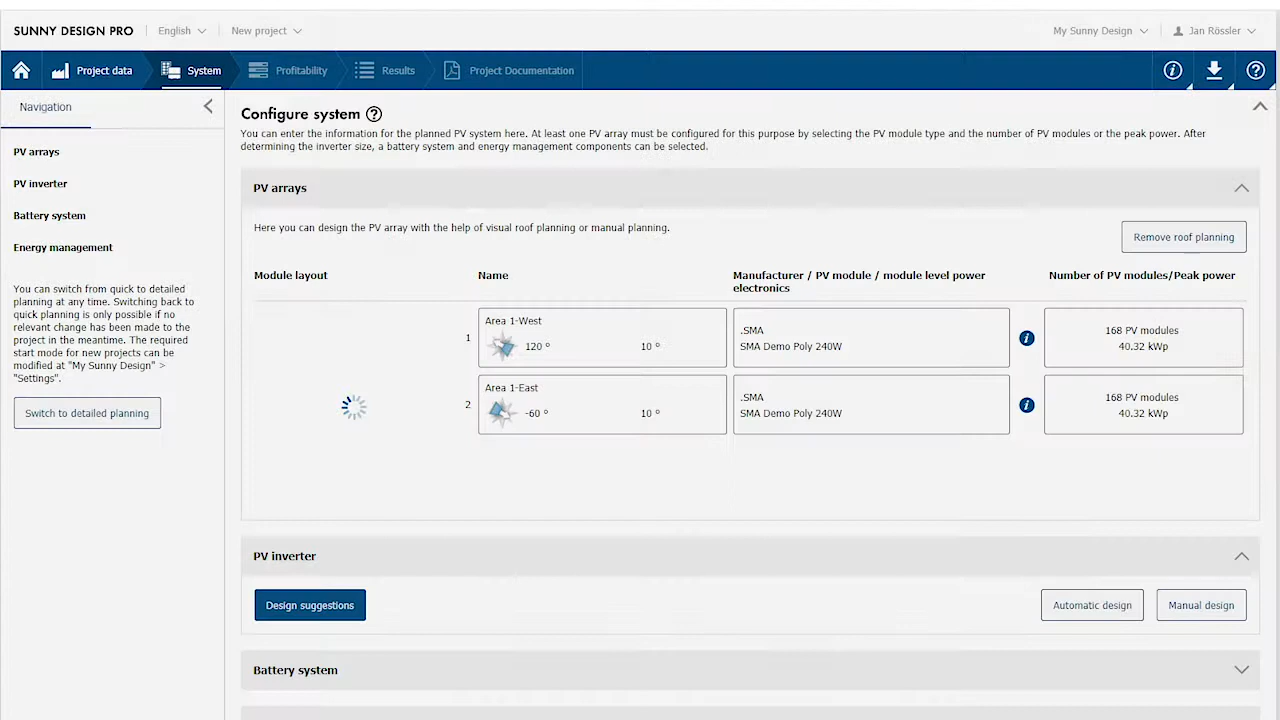 SUNNY DESIGN PRO
English
New project
My Sunny Design
Jan Rössler
Project data
System
Profitability
Results
Project Documentation
Navigation
PV arrays
PV inverter
Battery system
Energy management
You can switch from quick to detailed
planning at any time. Switching back to
quick planning is only possible if no
relevant change has been made to the
project in the meantime. The required
start mode for new projects can be
modified at "My Sunny Design" >
"Settings".
Switch to detailed planning
Configure system
You can enter the information for the planned PV system here. At least one PV array must be configured for this purpose by selecting the PV module type and the number of PV modules or the peak power. After
determining the inverter size, a battery system and energy management components can be selected.
PV arrays
Here you can design the PV array with the help of visual roof planning or manual planning.
Remove roof planning
Module layout
Name
Manufacturer / PV module / module level power
electronics
Number of PV modules/Peak power
1
Area 1-West
120 °
10 °
.SMA
SMA Demo Poly 240W
168 PV modules
40.32 kWp
2
Area 1-East
-60 °
10 °
.SMA
SMA Demo Poly 240W
168 PV modules
40.32 kWp
PV inverter
Design suggestions
Automatic design
Manual design
Battery system